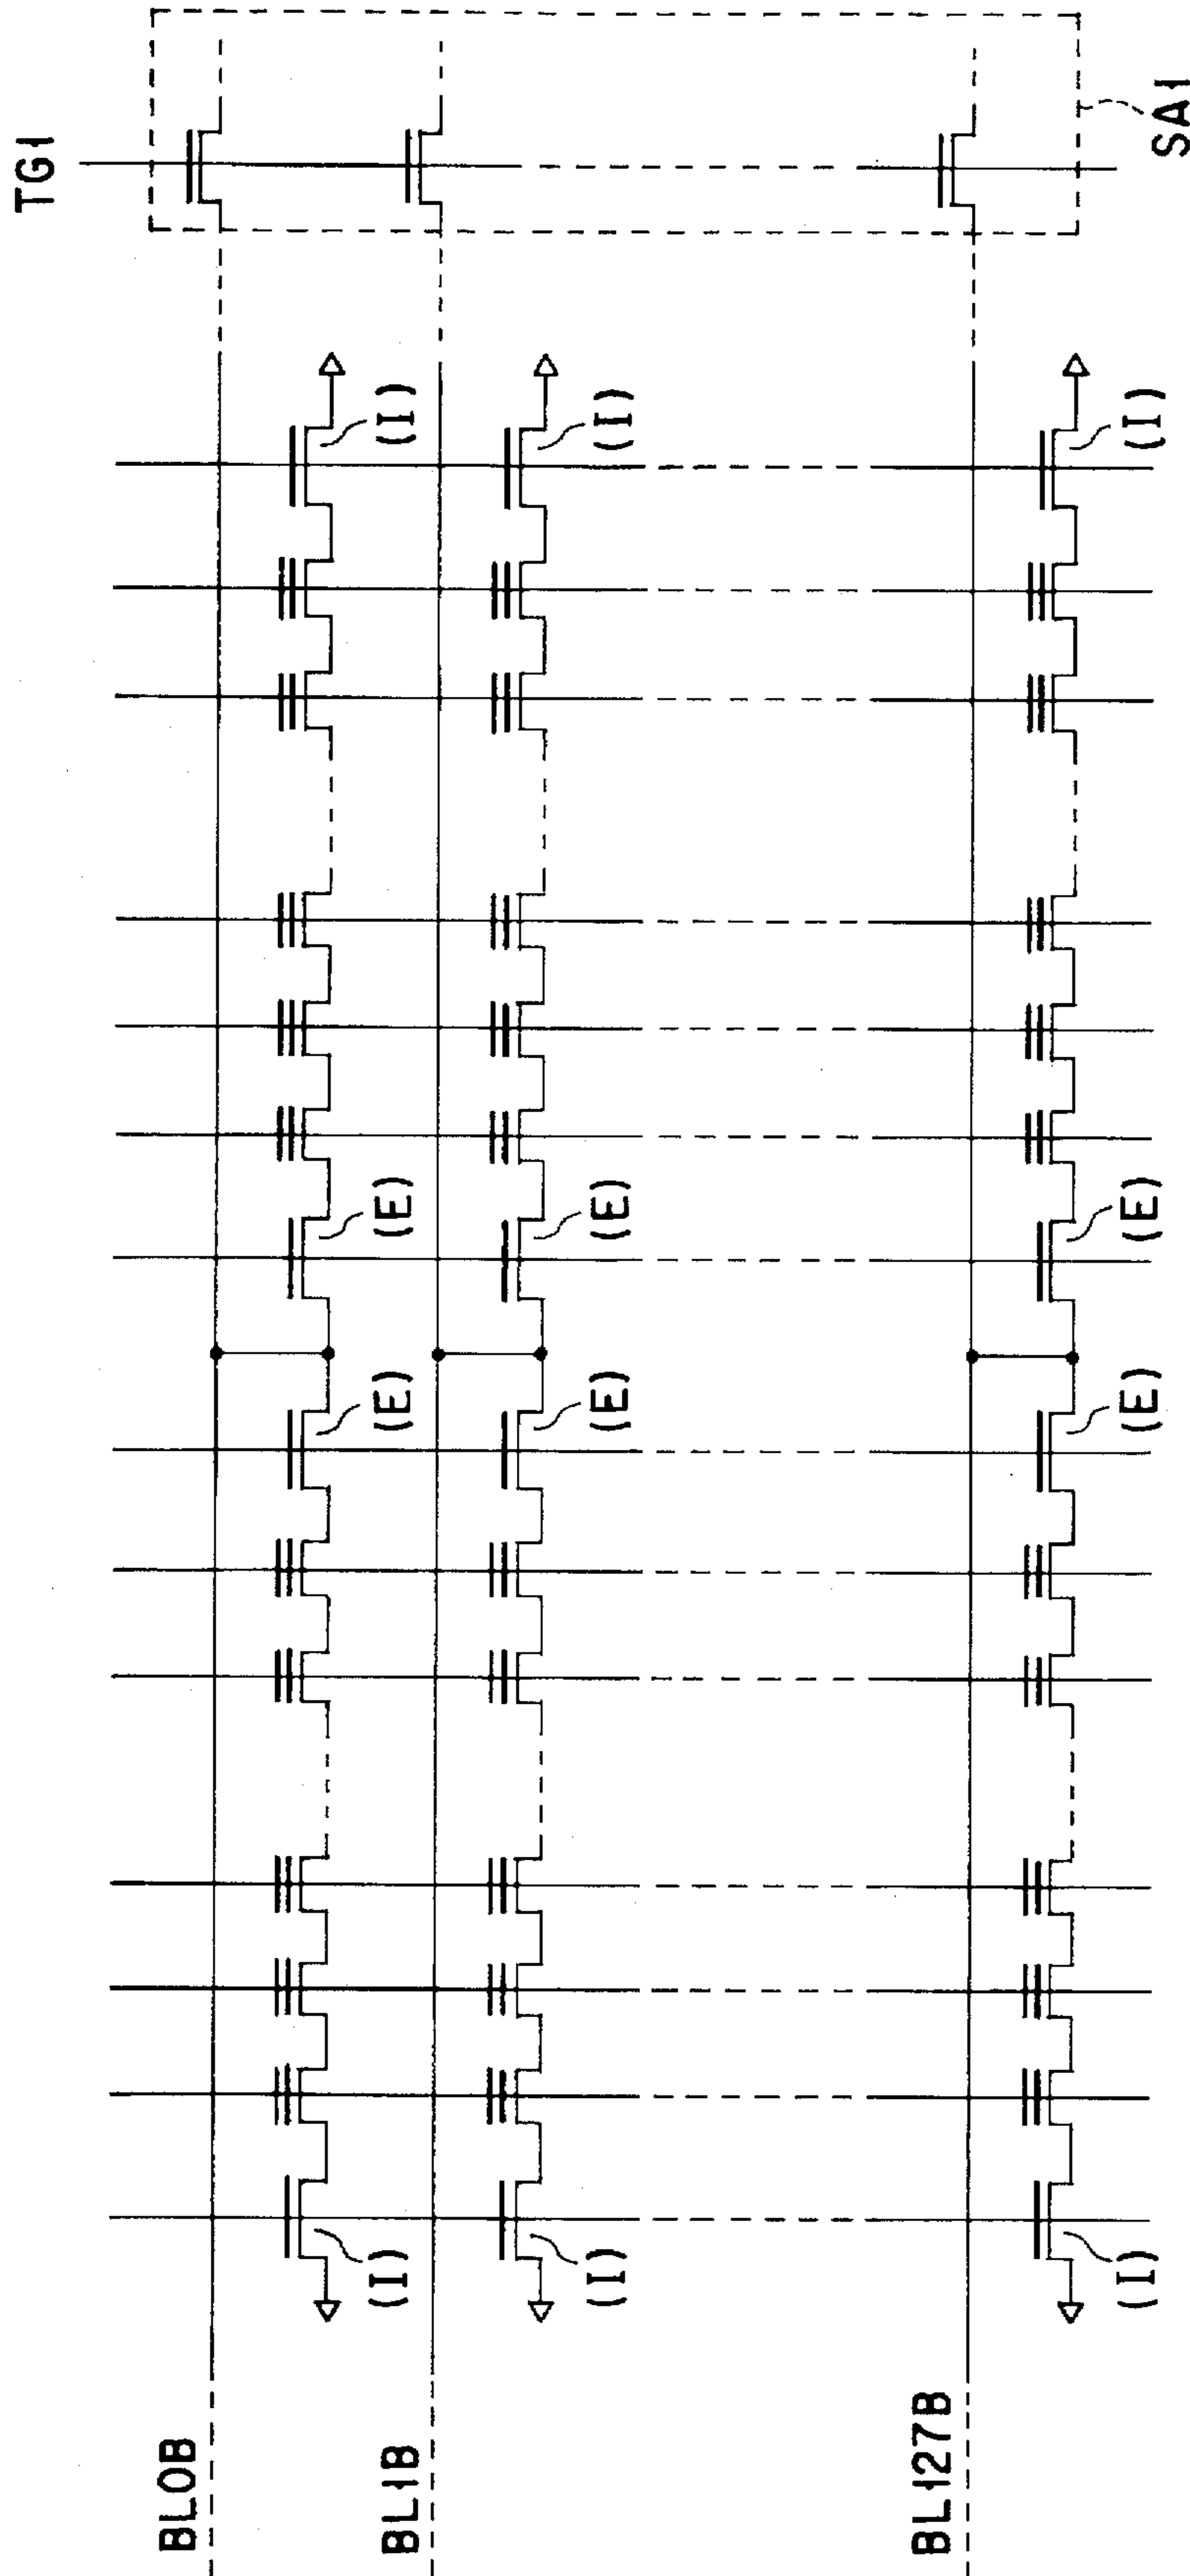 TG1
SA1
(I)
(I)
(I)
(E)
(E)
(E)
(E)
(E)
(E)
(I)
(I)
(I)
BL0B
BL1B
BL127B